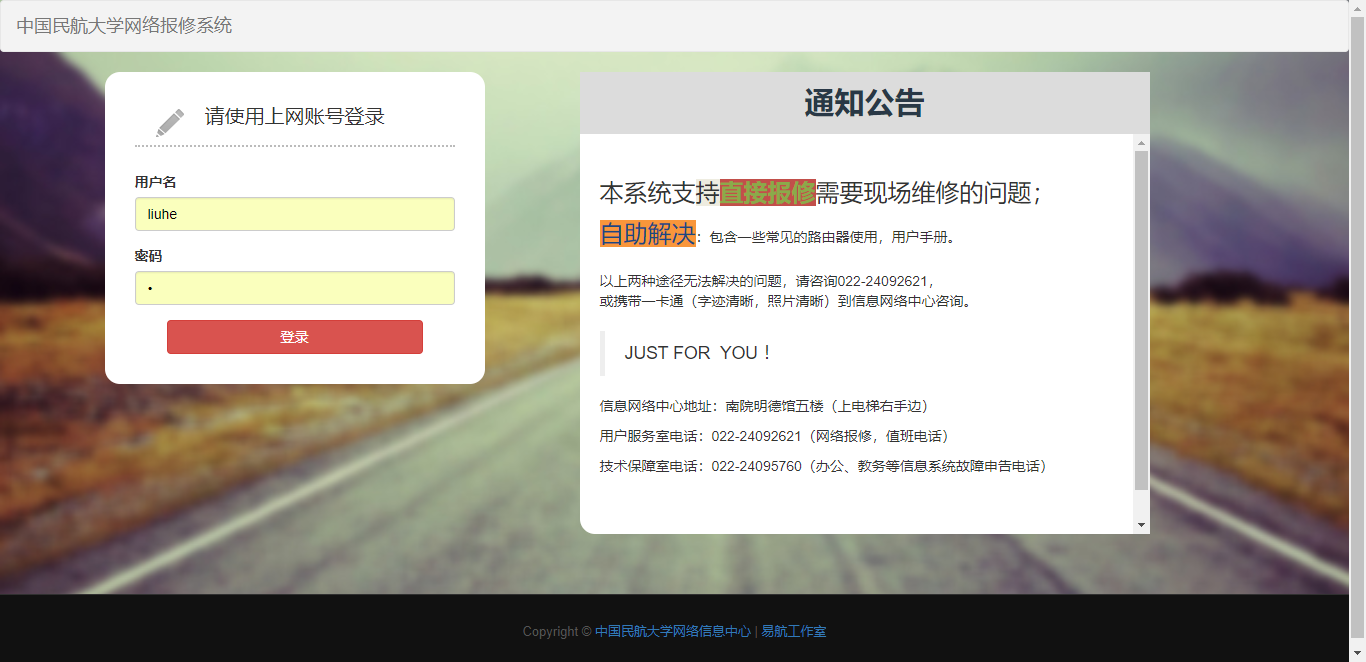 中国民航大学网络报修系统
请使用上网账号登录
用户名
liuhe
密码
•
登录
通知公告
本系统支持直接报修需要现场维修的问题；
自助解决：包含一些常见的路由器使用，用户手册。
以上两种途径无法解决的问题，请咨询022-24092621，
或携带一卡通（字迹清晰，照片清晰）到信息网络中心咨询。
JUST FOR  YOU！
信息网络中心地址：南院明德馆五楼（上电梯右手边）
用户服务室电话：022-24092621（网络报修，值班电话）
技术保障室电话：022-24095760（办公、教务等信息系统故障申告电话）
Copyright © 中国民航大学网络信息中心 | 易航工作室